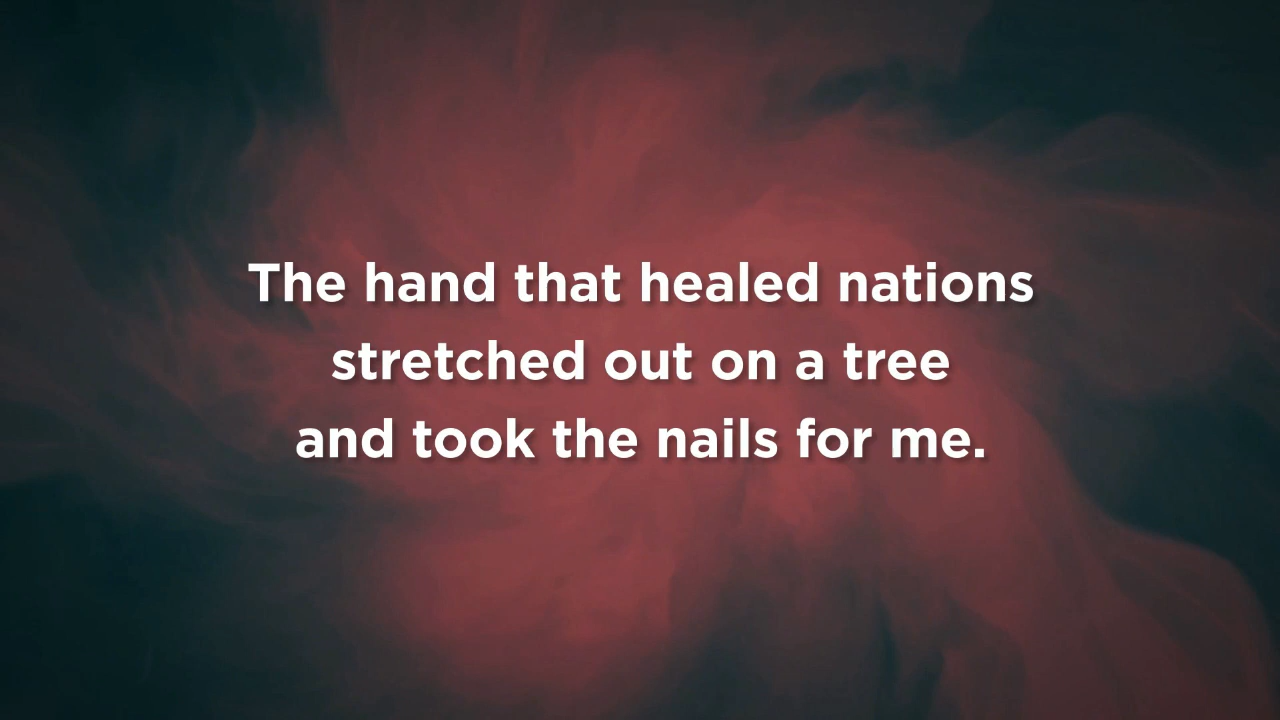 The hand that healed nations
stretched out on a tree
and took the nails for me.